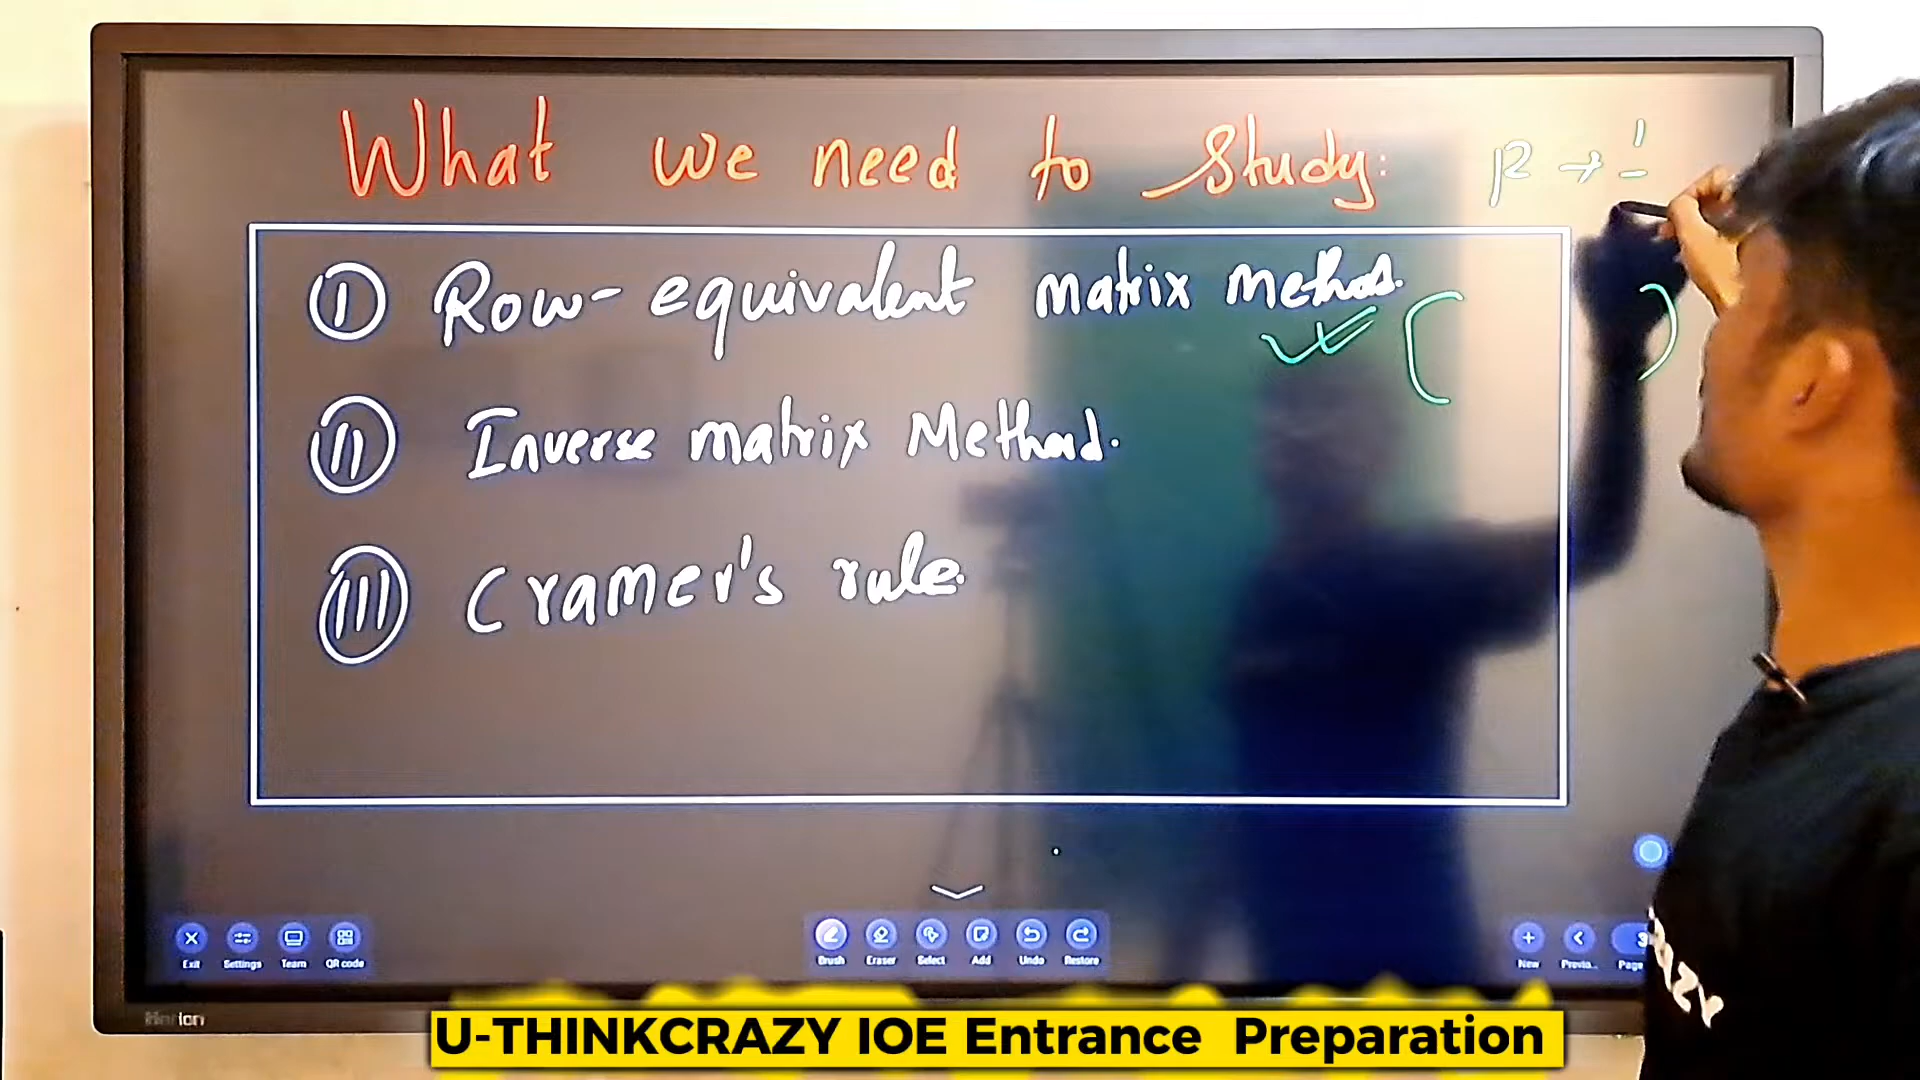 What we need to study:
(I) Row-equivalent matrix method.
(II) Inverse matrix Method.
(III) Cramer's rule.
Exit
Settings
Team
QR code
Brush
Eraser
Select
Add
Undo
Restore
New
Previo...
Page
Horion
U-THINKCRAZY IOE Entrance Preparation